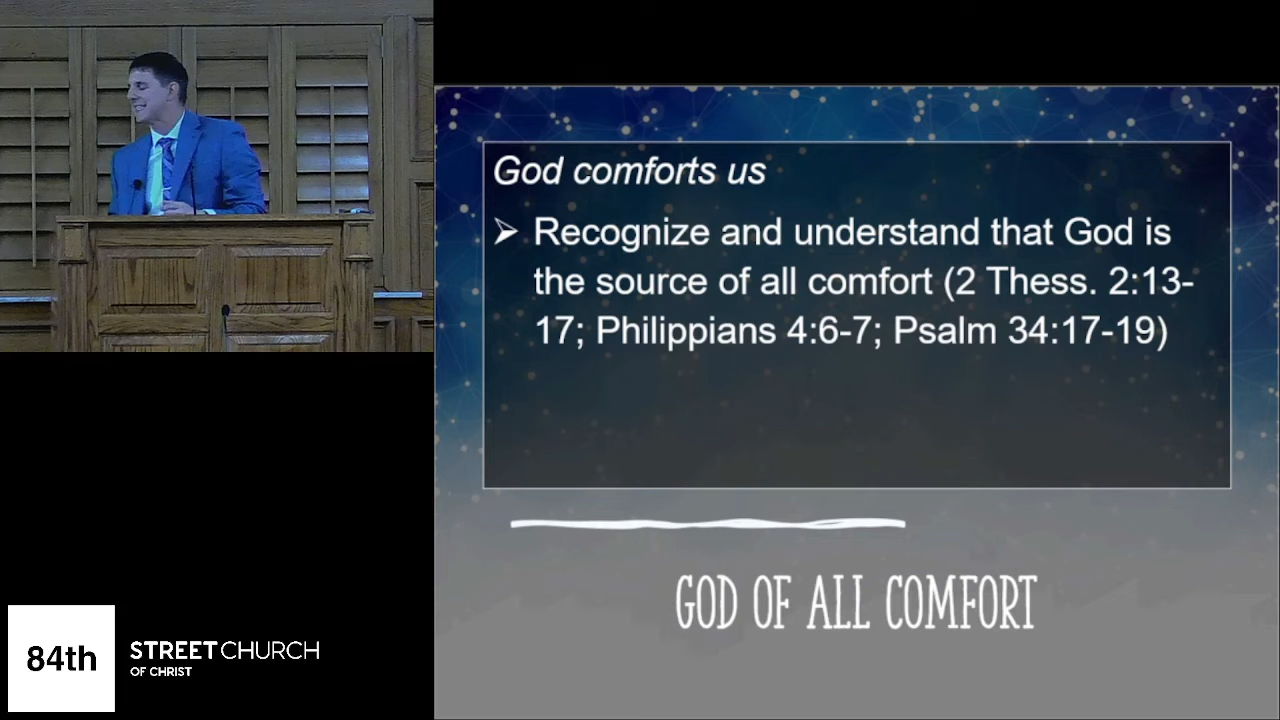 God comforts us
➢ Recognize and understand that God is
the source of all comfort (2 Thess. 2:13-
17; Philippians 4:6-7; Psalm 34:17-19)
GOD OF ALL COMFORT
84th
STREET CHURCH
OF CHRIST